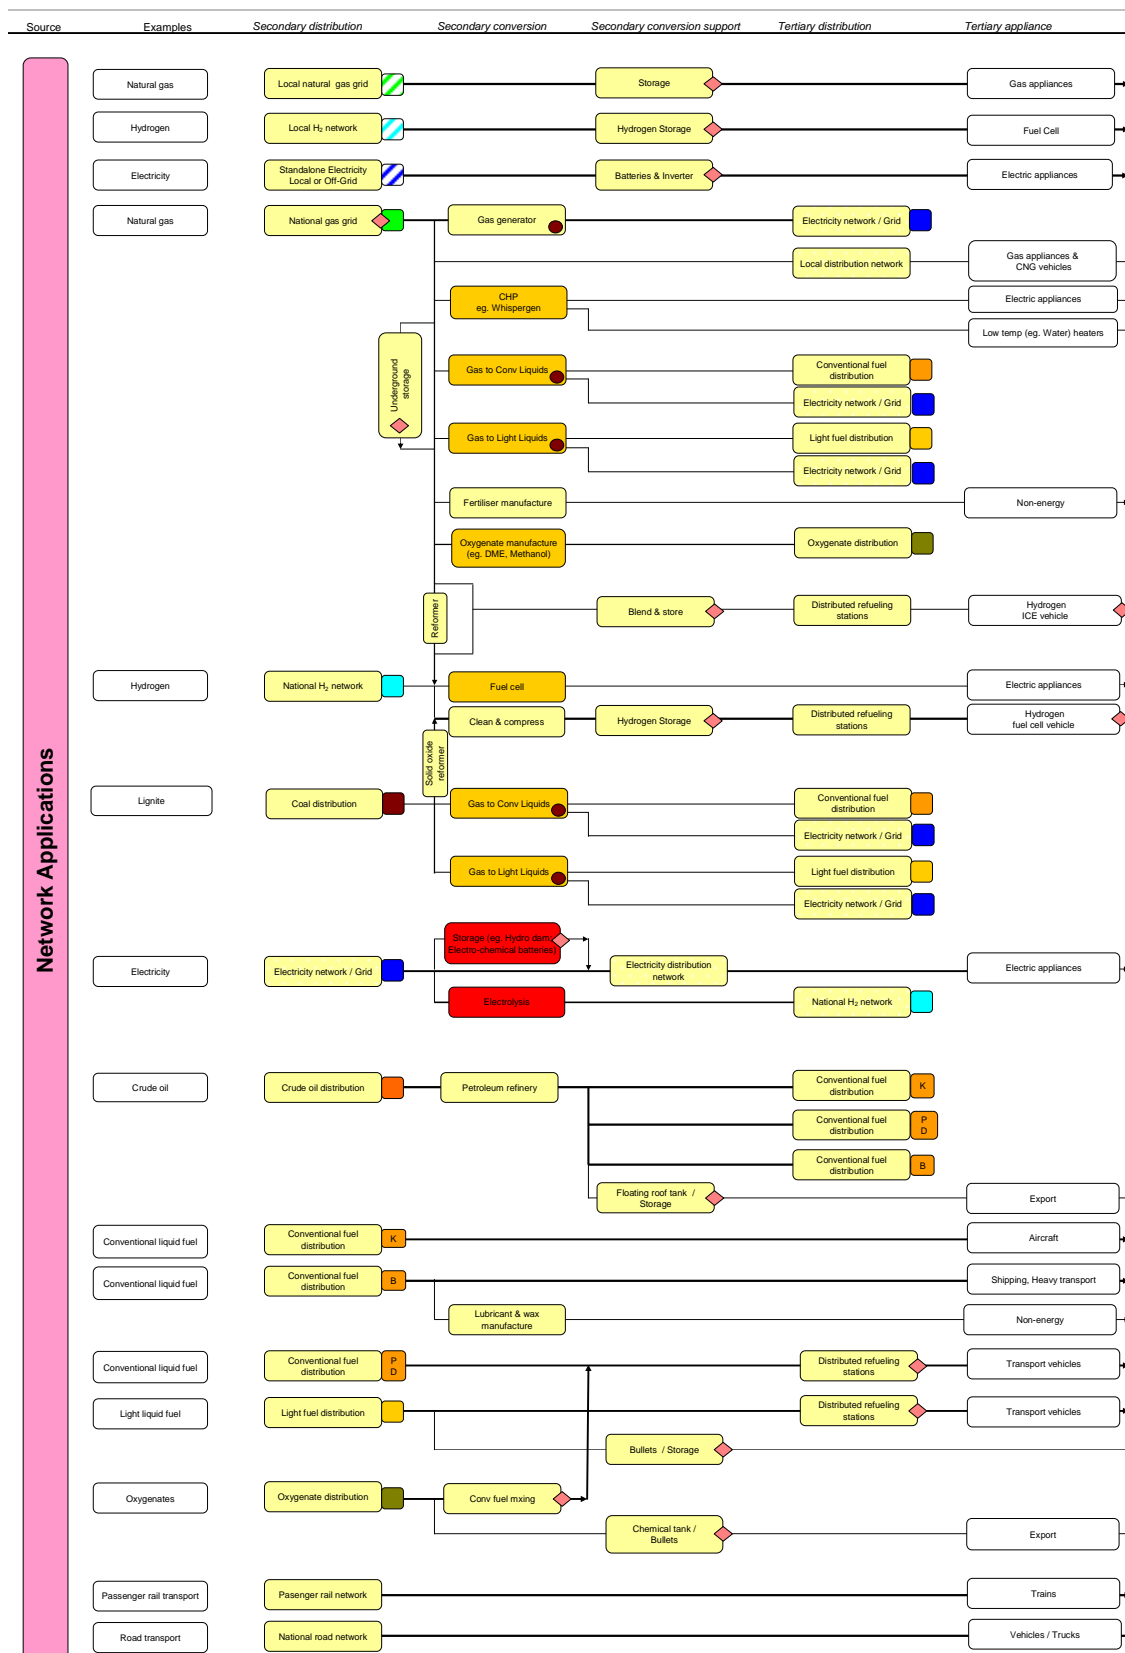 Source
Examples
Secondary distribution
Secondary conversion
Secondary conversion support
Tertiary distribution
Tertiary appliance
Network Applications
Natural gas
Local natural gas grid
Storage
Gas appliances
Hydrogen
Local H₂ network
Hydrogen Storage
Fuel Cell
Electricity
Standalone Electricity
Local or Off-Grid
Batteries & Inverter
Electric appliances
Natural gas
National gas grid
Gas generator
Electricity network / Grid
Local distribution network
Gas appliances &
CNG vehicles
CHP
eg. Whispergen
Electric appliances
Low temp (eg. Water) heaters
Underground
storage
Gas to Conv Liquids
Conventional fuel
distribution
Electricity network / Grid
Gas to Light Liquids
Light fuel distribution
Electricity network / Grid
Fertiliser manufacture
Non-energy
Oxygenate manufacture
(eg. DME, Methanol)
Oxygenate distribution
Reformer
Blend & store
Distributed refueling
stations
Hydrogen
ICE vehicle
Hydrogen
National H₂ network
Fuel cell
Electric appliances
Clean & compress
Hydrogen Storage
Distributed refueling
stations
Hydrogen
fuel cell vehicle
Solid oxide
reformer
Lignite
Coal distribution
Gas to Conv Liquids
Conventional fuel
distribution
Electricity network / Grid
Gas to Light Liquids
Light fuel distribution
Electricity network / Grid
Storage (eg. Hydro dam,
Electro-chemical batteries)
Electricity
Electricity network / Grid
Electricity distribution
network
Electric appliances
Electrolysis
National H₂ network
Crude oil
Crude oil distribution
Petroleum refinery
Conventional fuel
distribution
K
Conventional fuel
distribution
P
D
Conventional fuel
distribution
B
Floating roof tank /
Storage
Export
Conventional liquid fuel
Conventional fuel
distribution
K
Aircraft
Conventional liquid fuel
Conventional fuel
distribution
B
Shipping, Heavy transport
Lubricant & wax
manufacture
Non-energy
Conventional liquid fuel
Conventional fuel
distribution
P
D
Distributed refueling
stations
Transport vehicles
Light liquid fuel
Light fuel distribution
Distributed refueling
stations
Transport vehicles
Bullets / Storage
Oxygenates
Oxygenate distribution
Conv fuel mxing
Chemical tank /
Bullets
Export
Passenger rail transport
Pasenger rail network
Trains
Road transport
National road network
Vehicles / Trucks